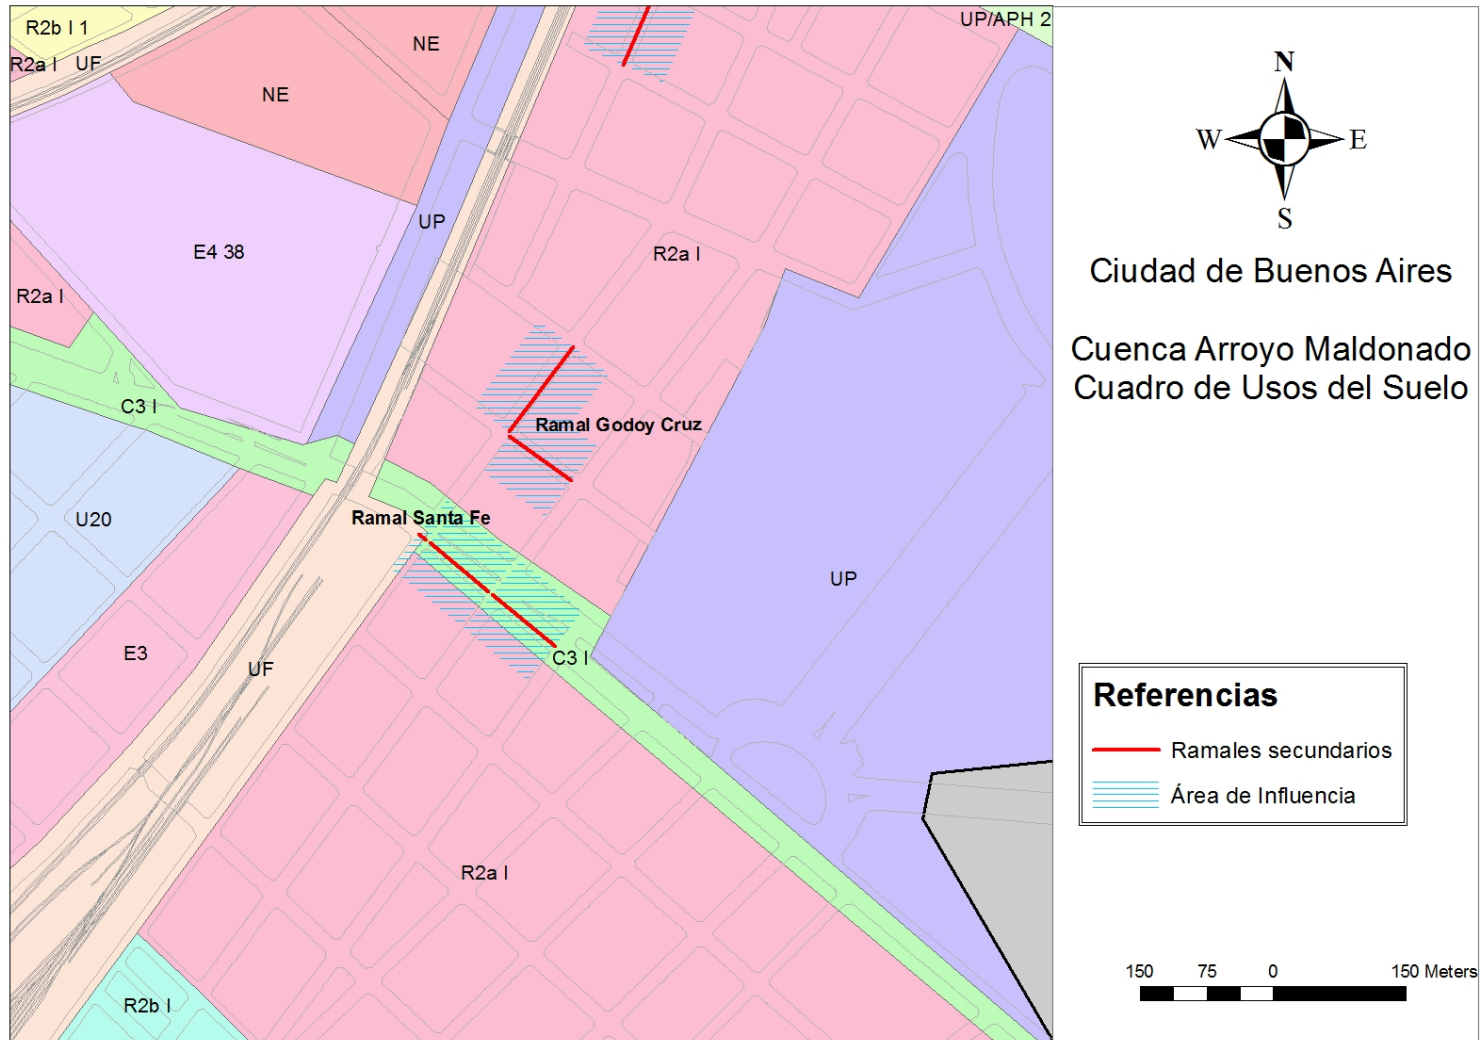 R2b I 1
R2a I
UF
NE
NE
UP/APH 2
UP
E4 38
R2a I
R2a I
C3 I
Ramal Godoy Cruz
U20
Ramal Santa Fe
UP
E3
UF
C3 I
R2a I
R2b I
N
W
E
S
Ciudad de Buenos Aires
Cuenca Arroyo Maldonado
Cuadro de Usos del Suelo
Referencias
Ramales secundarios
Área de Influencia
150 75 0 150 Meters